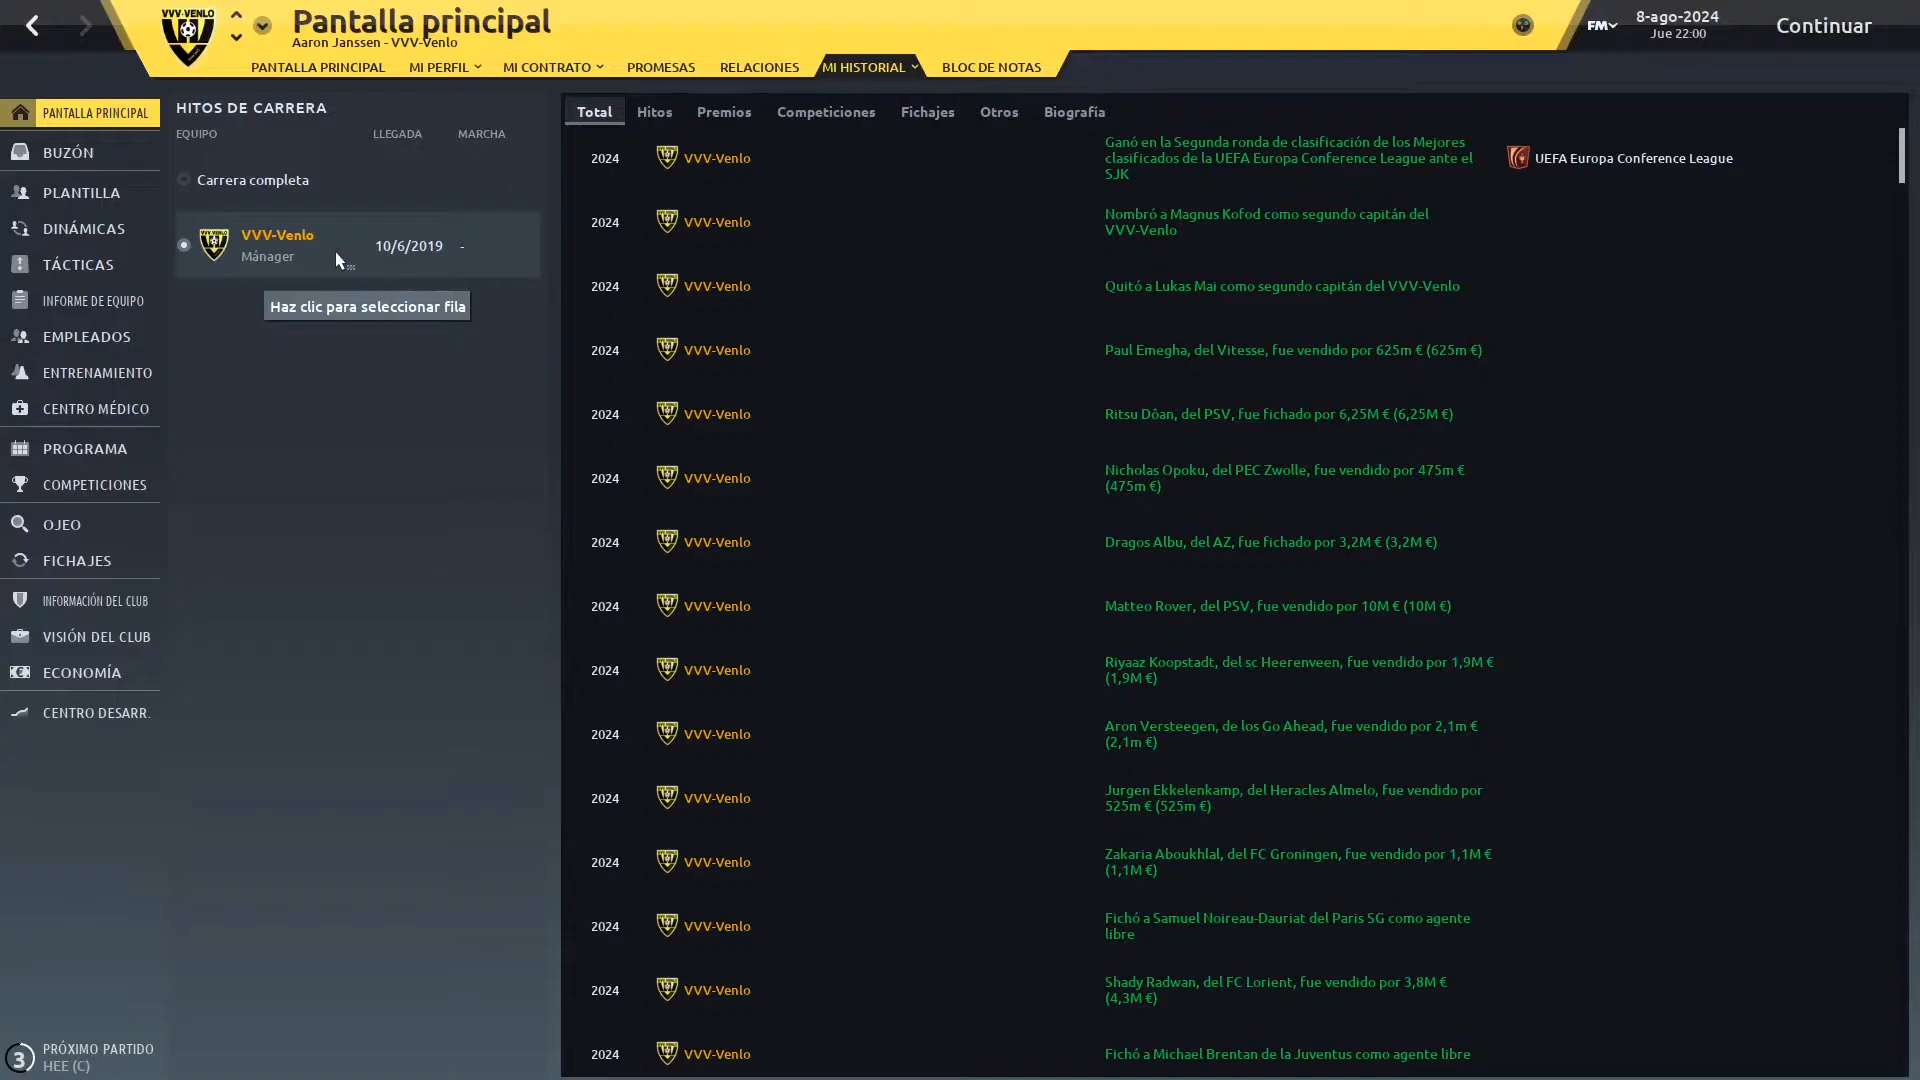 VVV-VENLO
Pantalla principal
Aaron Janssen - VVV-Venlo
FM
8-ago-2024
Jue 22:00
Continuar
PANTALLA PRINCIPAL
MI PERFIL
MI CONTRATO
PROMESAS
RELACIONES
MI HISTORIAL
BLOC DE NOTAS
PANTALLA PRINCIPAL
BUZÓN
PLANTILLA
DINÁMICAS
TÁCTICAS
INFORME DE EQUIPO
EMPLEADOS
ENTRENAMIENTO
CENTRO MÉDICO
PROGRAMA
COMPETICIONES
OJEO
FICHAJES
INFORMACIÓN DEL CLUB
VISIÓN DEL CLUB
ECONOMÍA
CENTRO DESARR.
3
PRÓXIMO PARTIDO
HEE (C)
HITOS DE CARRERA
EQUIPO LLEGADA MARCHA
Carrera completa
VVV-Venlo
Mánager
10/6/2019 -
Haz clic para seleccionar fila
Total Hitos Premios Competiciones Fichajes Otros Biografía
2024 VVV-Venlo
Ganó en la Segunda ronda de clasificación de los Mejores
clasificados de la UEFA Europa Conference League ante el
SJK
UEFA Europa Conference League
2024 VVV-Venlo
Nombró a Magnus Kofod como segundo capitán del
VVV-Venlo
2024 VVV-Venlo
Quitó a Lukas Mai como segundo capitán del VVV-Venlo
2024 VVV-Venlo
Paul Emegha, del Vitesse, fue vendido por 625m € (625m €)
2024 VVV-Venlo
Ritsu Dôan, del PSV, fue fichado por 6,25M € (6,25M €)
2024 VVV-Venlo
Nicholas Opoku, del PEC Zwolle, fue vendido por 475m €
(475m €)
2024 VVV-Venlo
Dragos Albu, del AZ, fue fichado por 3,2M € (3,2M €)
2024 VVV-Venlo
Matteo Rover, del PSV, fue vendido por 10M € (10M €)
2024 VVV-Venlo
Riyaaz Koopstadt, del sc Heerenveen, fue vendido por 1,9M €
(1,9M €)
2024 VVV-Venlo
Aron Versteegen, de los Go Ahead, fue vendido por 2,1m €
(2,1m €)
2024 VVV-Venlo
Jurgen Ekkelenkamp, del Heracles Almelo, fue vendido por
525m € (525m €)
2024 VVV-Venlo
Zakaria Aboukhlal, del FC Groningen, fue vendido por 1,1M €
(1,1M €)
2024 VVV-Venlo
Fichó a Samuel Noireau-Dauriat del Paris SG como agente
libre
2024 VVV-Venlo
Shady Radwan, del FC Lorient, fue vendido por 3,8M €
(4,3M €)
2024 VVV-Venlo
Fichó a Michael Brentan de la Juventus como agente libre